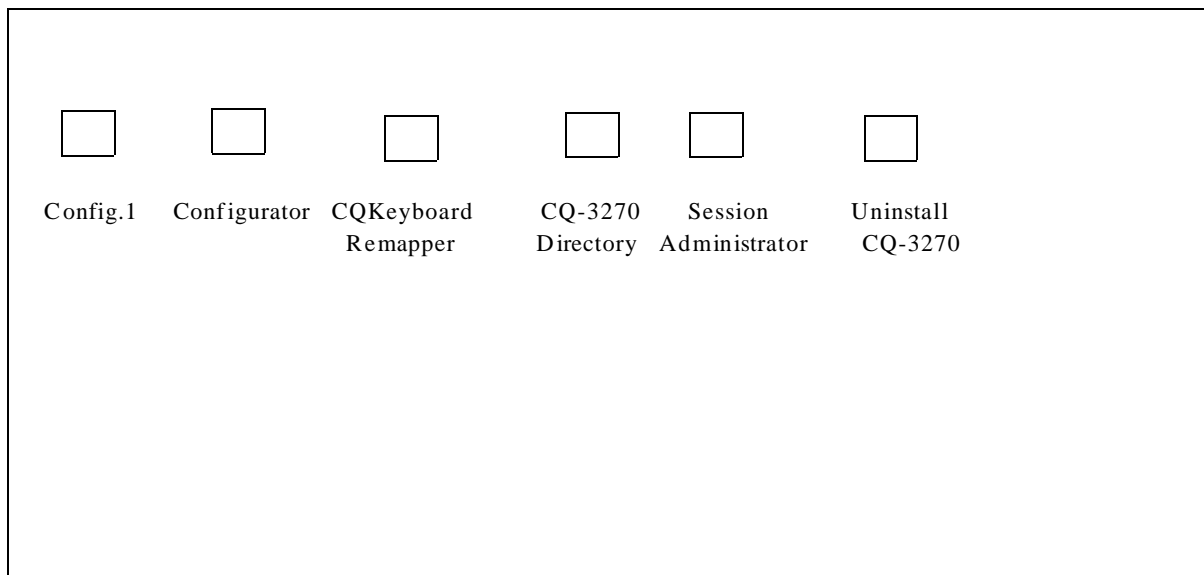 Config.1 Configurator CQKeyboard CQ-3270 Session Uninstall
Remapper Directory Administrator CQ-3270